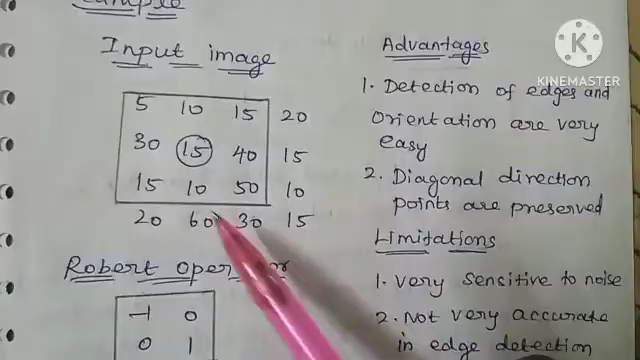 Example
Input image
5 10 15 20
30 15 40 15
15 10 50 10
20 60 30 15
Robert
-1 0
0 1
Advantages
1. Detection of edges and
orientation are very
easy
2. Diagonal direction
points are preserved
Limitations
1. Very sensitive to noise
2. Not very accurate
in edge detection
K
KINEMASTER